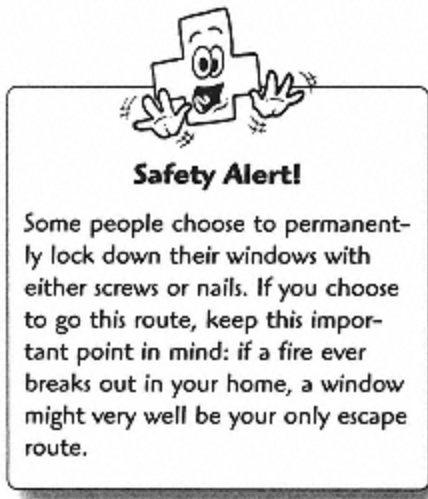 Safety Alert!
Some people choose to permanent-
ly lock down their windows with
either screws or nails. If you choose
to go this route, keep this impor-
tant point in mind: if a fire ever
breaks out in your home, a window
might very well be your only escape
route.